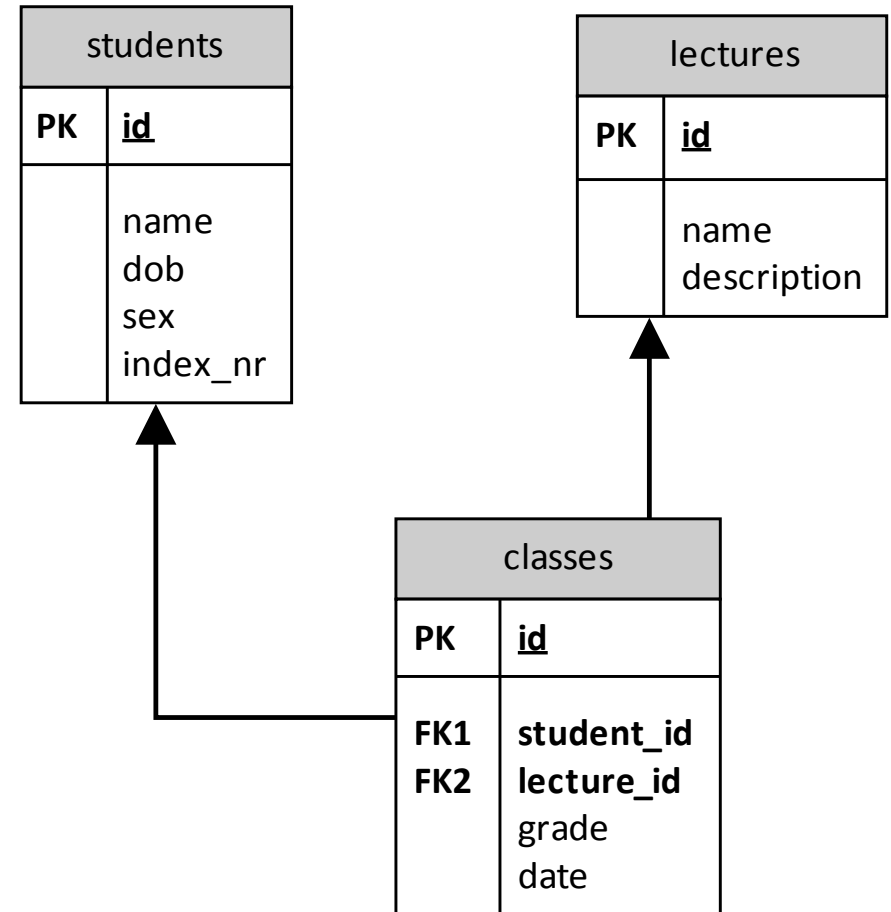 students
PK id
name
dob
sex
index_nr
lectures
PK id
name
description
classes
PK id
FK1 student_id
FK2 lecture_id
grade
date